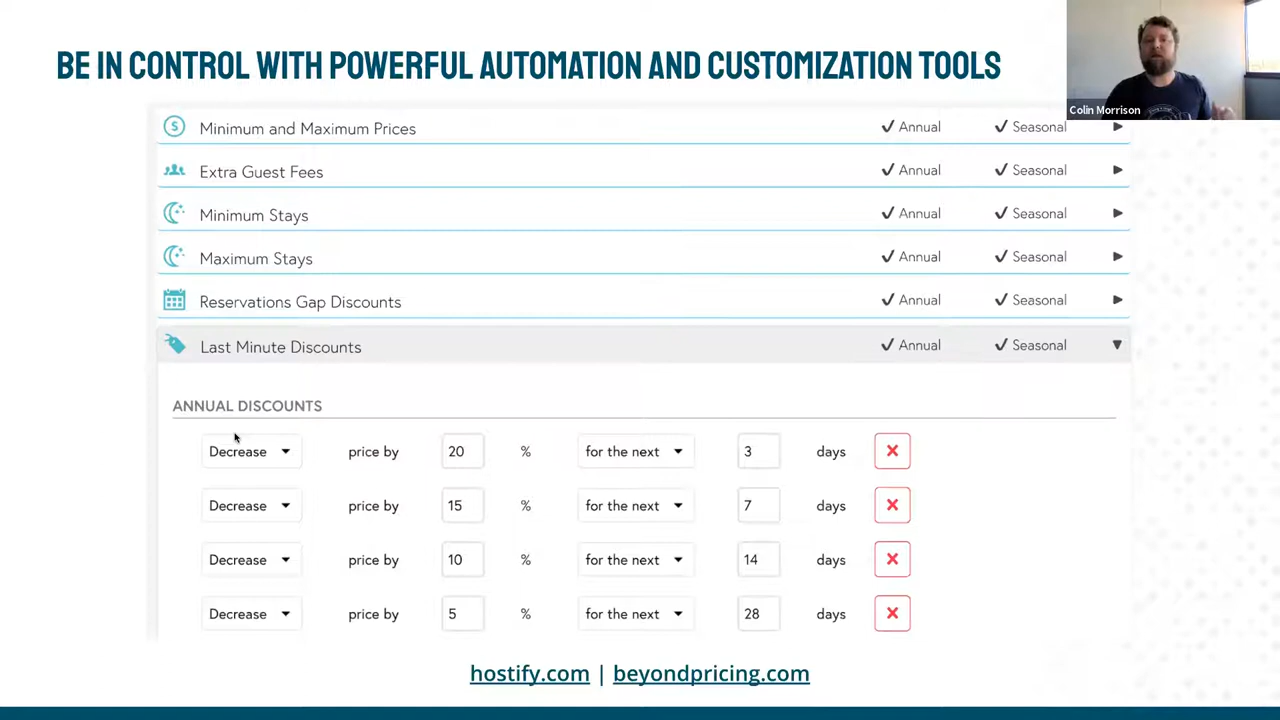 BE IN CONTROL WITH POWERFUL AUTOMATION AND CUSTOMIZATION TOOLS
Colin Morrison
Minimum and Maximum Prices Annual Seasonal
Extra Guest Fees Annual Seasonal
Minimum Stays Annual Seasonal
Maximum Stays Annual Seasonal
Reservations Gap Discounts Annual Seasonal
Last Minute Discounts Annual Seasonal
ANNUAL DISCOUNTS
Decrease price by 20 % for the next 3 days
Decrease price by 15 % for the next 7 days
Decrease price by 10 % for the next 14 days
Decrease price by 5 % for the next 28 days
hostify.com | beyondpricing.com